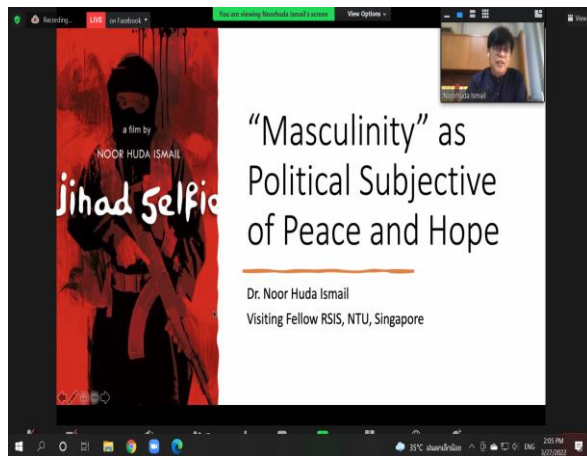 Recording...
LIVE on Facebook
You are viewing Noorhuda Ismail's screen
View Options
View
Noorhuda Ismail
a film by
NOOR HUDA ISMAIL
jihad selfie
“Masculinity” as
Political Subjective
of Peace and Hope
Dr. Noor Huda Ismail
Visiting Fellow RSIS, NTU, Singapore
35°C
ENG
2:05 PM
3/27/2022